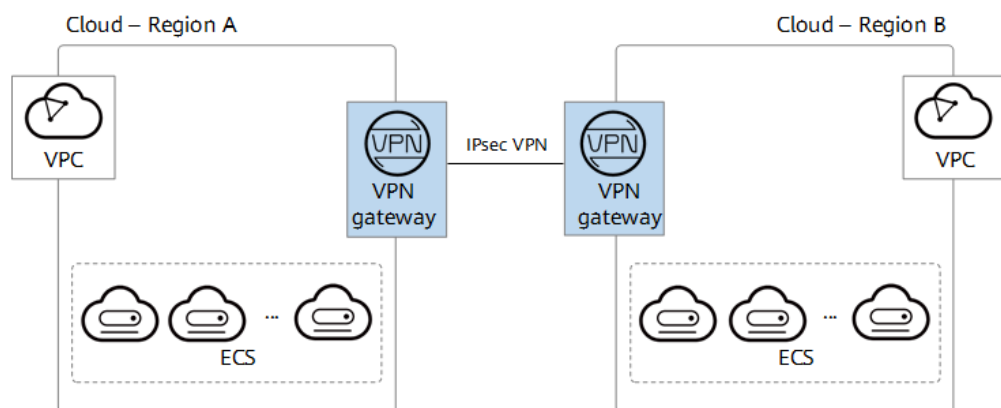 Cloud – Region A
Cloud – Region B
VPC
VPN
VPN
gateway
IPsec VPN
VPN
VPN
gateway
VPC
...
ECS
...
ECS